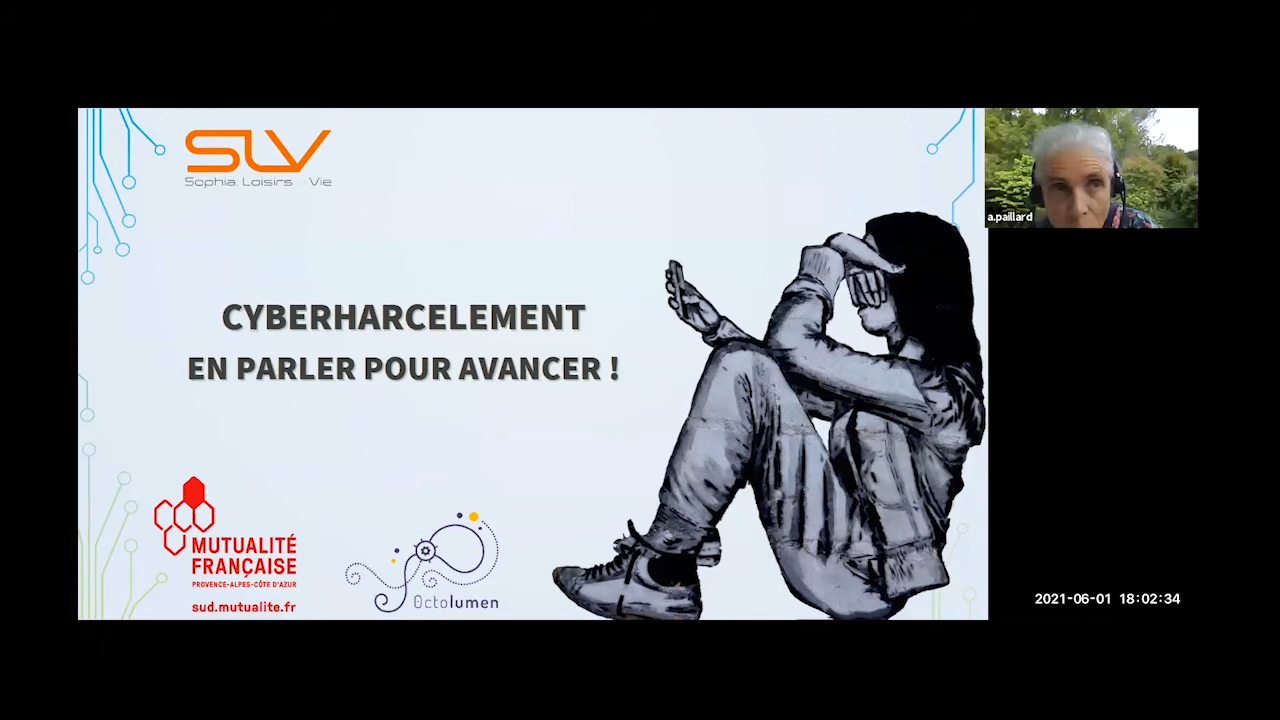 SLV
Sophia. Loisirs Vie
a.paillard
CYBERHARCELEMENT
EN PARLER POUR AVANCER !
MUTUALITÉ
FRANÇAISE
PROVENCE-ALPES-CÔTE D'AZUR
sud.mutualite.fr
Octolumen
2021-06-01 18:02:34